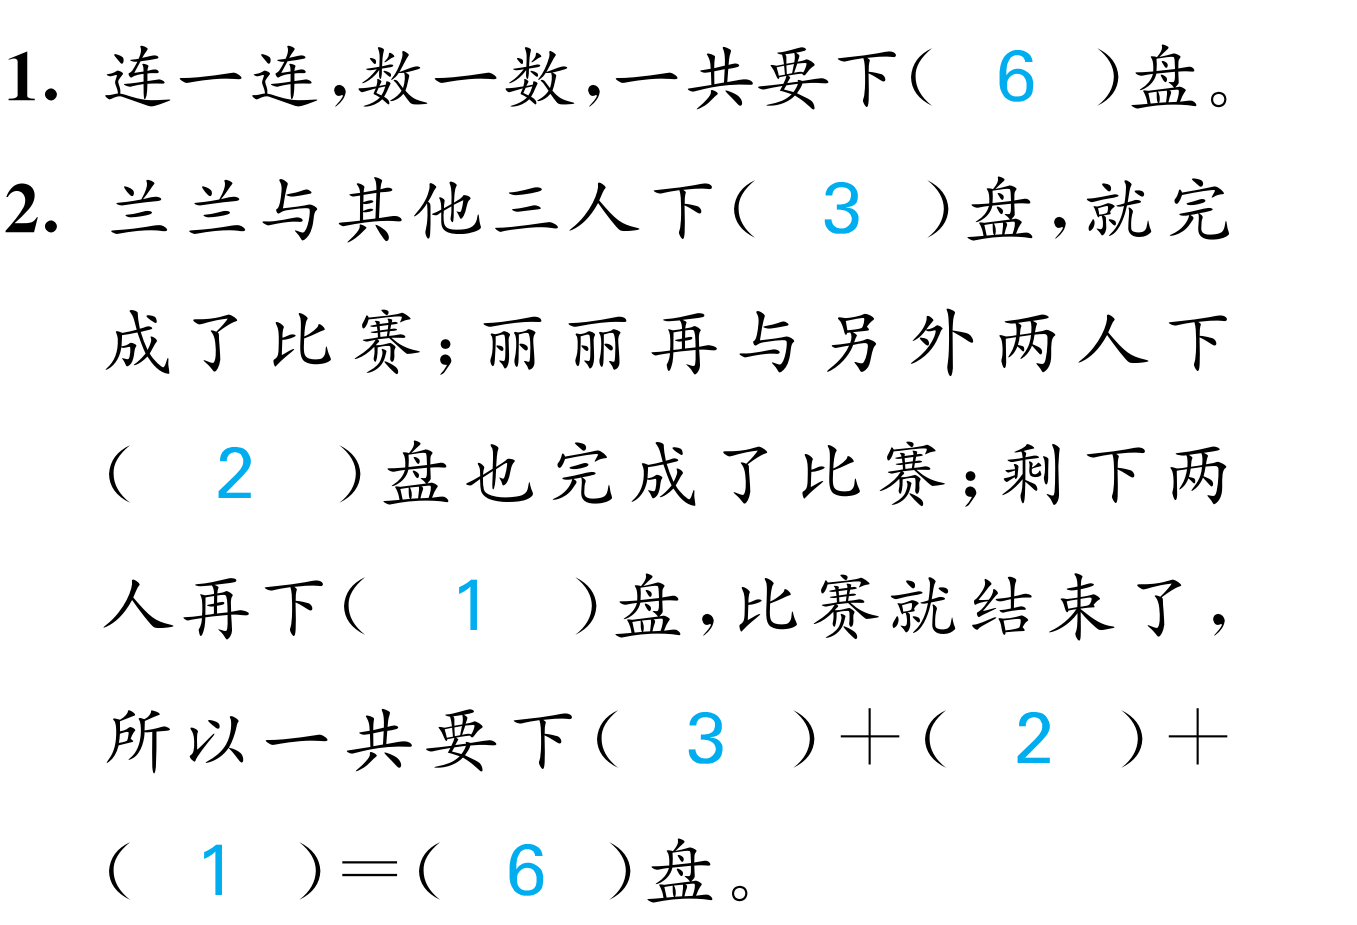 1. 连一连,数一数,一共要下( 6 )盘。
2. 兰兰与其他三人下( 3 )盘,就完
成了比赛;丽丽再与另外两人下
( 2 )盘也完成了比赛;剩下两
人再下( 1 )盘,比赛就结束了,
所以一共要下( 3 )+( 2 )+
( 1 )=( 6 )盘。